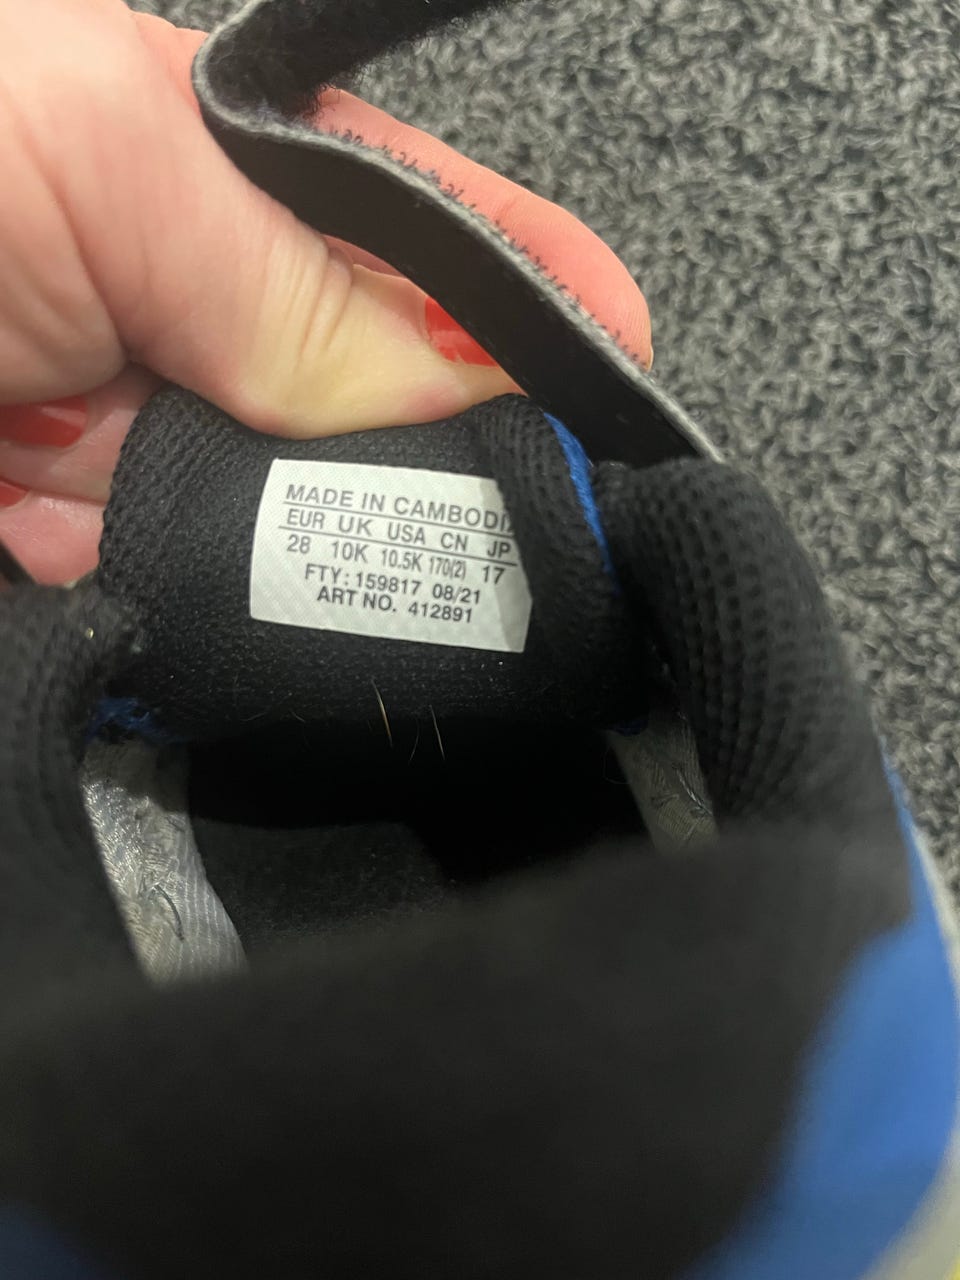 MADE IN CAMBODI
EUR UK USA CN JP
28 10K 10.5K 170(2) 17
FTY: 159817 08/21
ART NO. 412891